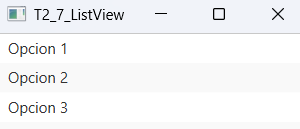 T2_7_ListView
Opcion 1
Opcion 2
Opcion 3